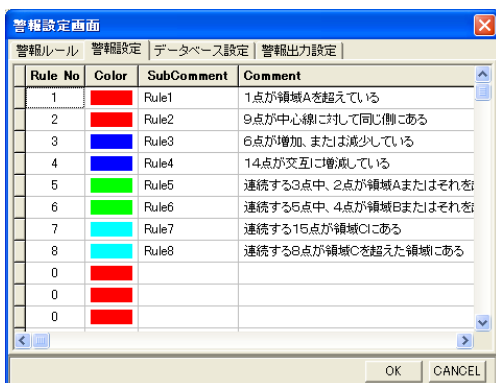 警報設定画面
警報ルール 警報設定 データベース設定 警報出力設定
Rule No Color SubComment Comment
1 Rule1 1点が領域Aを超えている
2 Rule2 9点が中心線に対して同じ側にある
3 Rule3 6点が増加、または減少している
4 Rule4 14点が交互に増減している
5 Rule5 連続する3点中、2点が領域Aまたはそれを
6 Rule6 連続する5点中、4点が領域Bまたはそれを
7 Rule7 連続する15点が領域Cにある
8 Rule8 連続する8点が領域Cを超えた領域にある
0
0
0
OK CANCEL